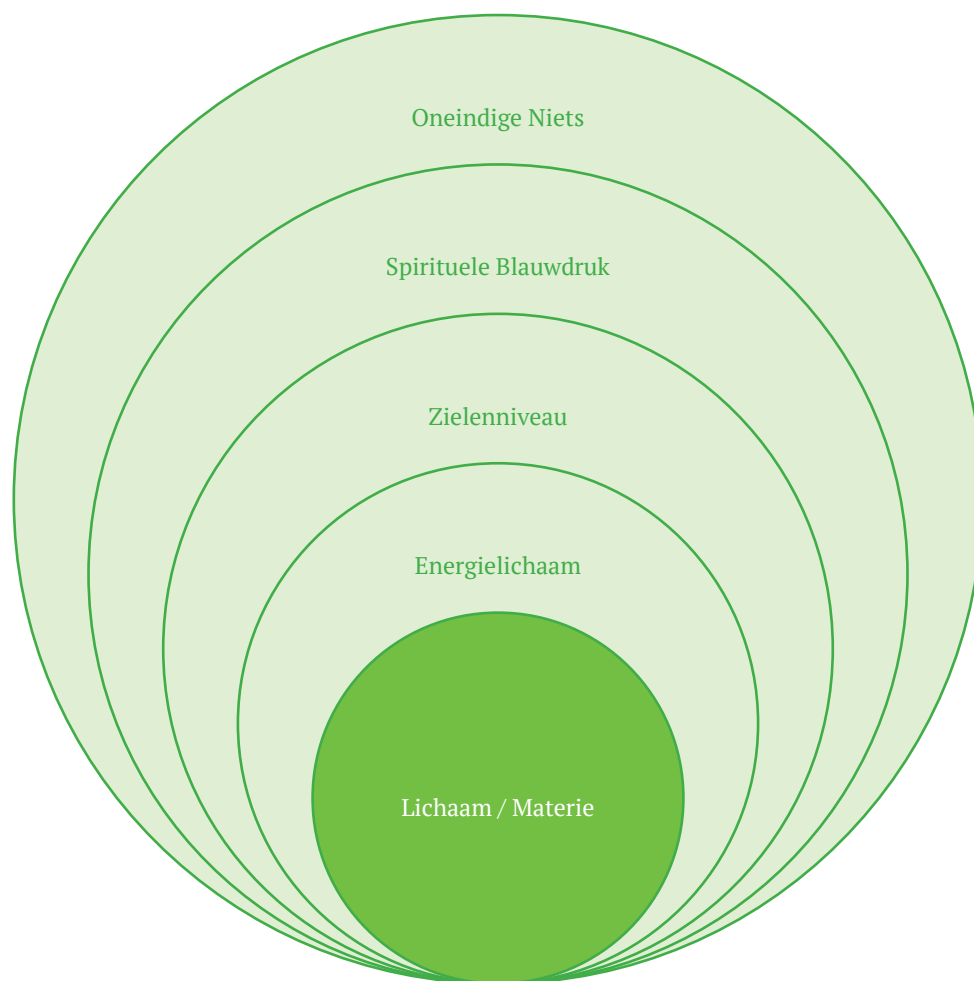 Oneindige Niets
Spirituele Blauwdruk
Zielenniveau
Energielichaam
Lichaam / Materie